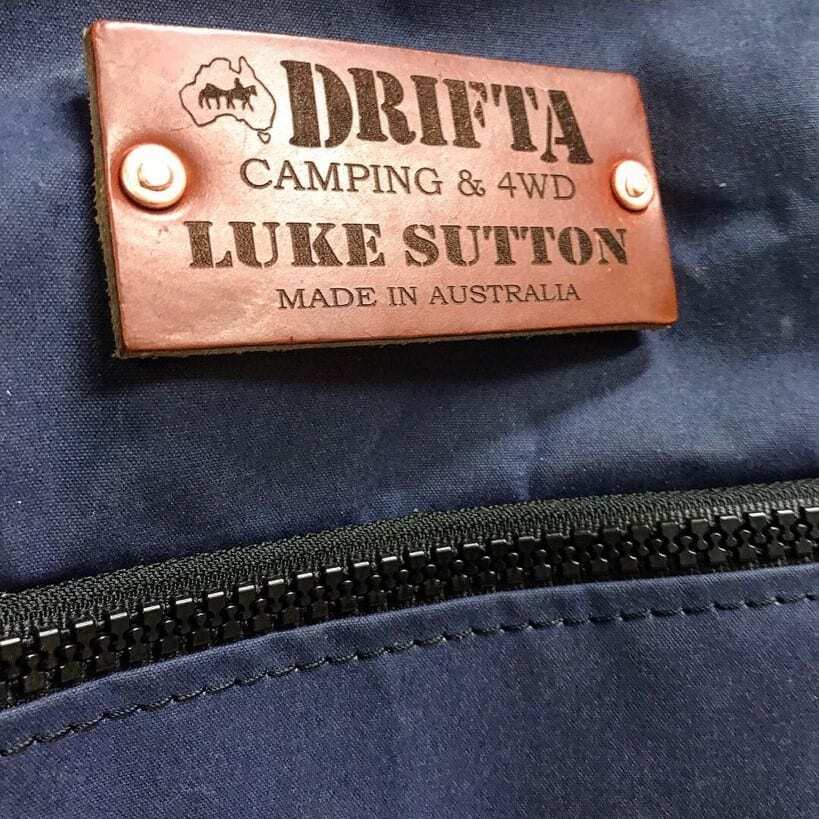 DRIFTA
CAMPING & 4WD
LUKE SUTTON
MADE IN AUSTRALIA